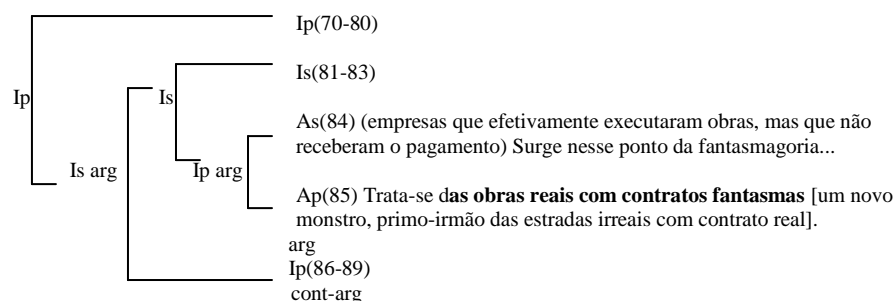 Ip(70-80)
Is(81-83)
Ip
Is
As(84) (empresas que efetivamente executaram obras, mas que não
receberam o pagamento) Surge nesse ponto da fantasmagoria...
Is arg
Ip arg
Ap(85) Trata-se das obras reais com contratos fantasmas [um novo
monstro, primo-irmão das estradas irreais com contrato real].
arg
Ip(86-89)
cont-arg